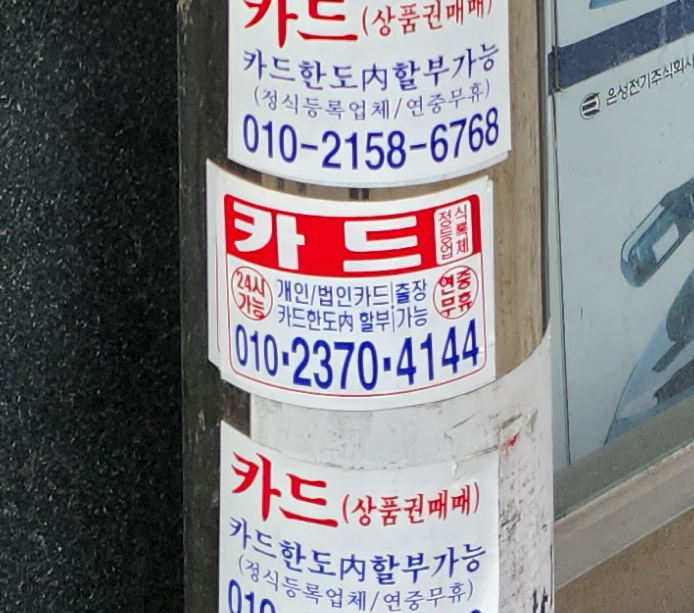 카드(상품권매매)
카드한도內할부가능
(정식등록업체/연중무휴)
010-2158-6768
은성전기주식회사
카드 정식등록업체
24시가능
개인/법인카드 출장
카드한도內 할부 가능
연중무휴
010·2370·4144
카드(상품권매매)
카드한도內할부가능
(정식등록업체/연중무휴)
010